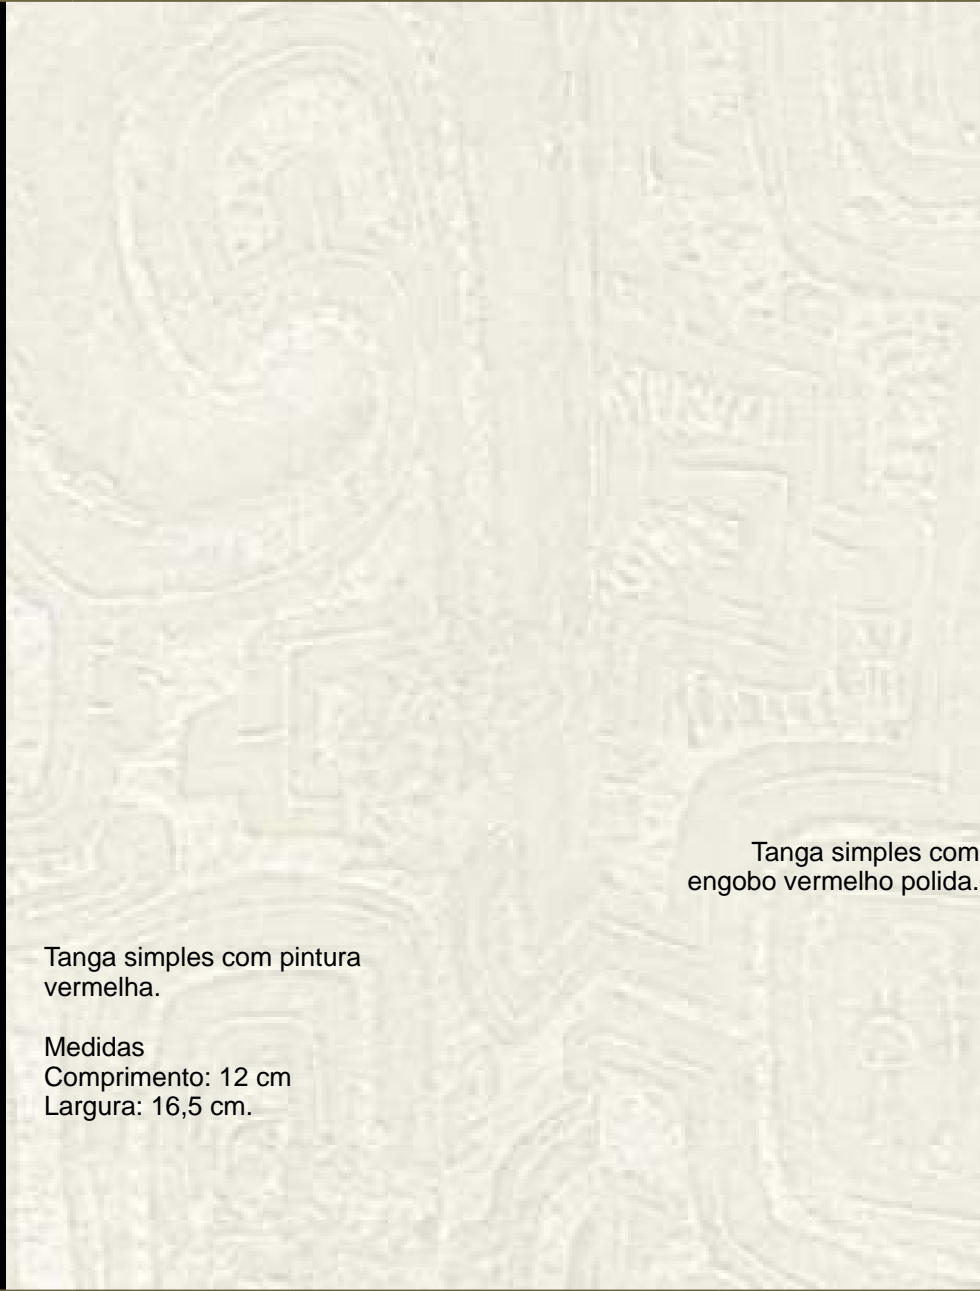 Tanga simples com
engobo vermelho polida.
Tanga simples com pintura
vermelha.
Medidas
Comprimento: 12 cm
Largura: 16,5 cm.